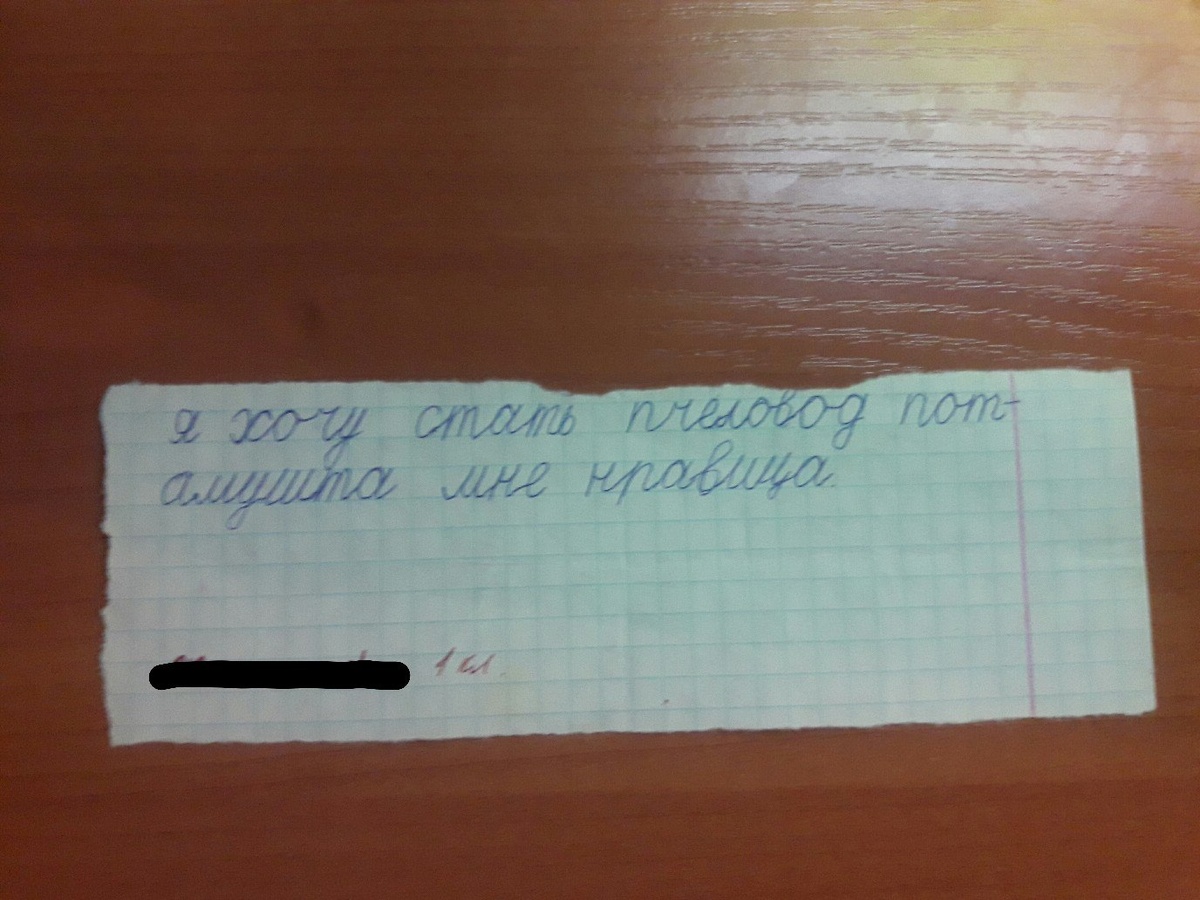 я хочу стать пчеловод пот-
амушта мне нравица.
1 кл.